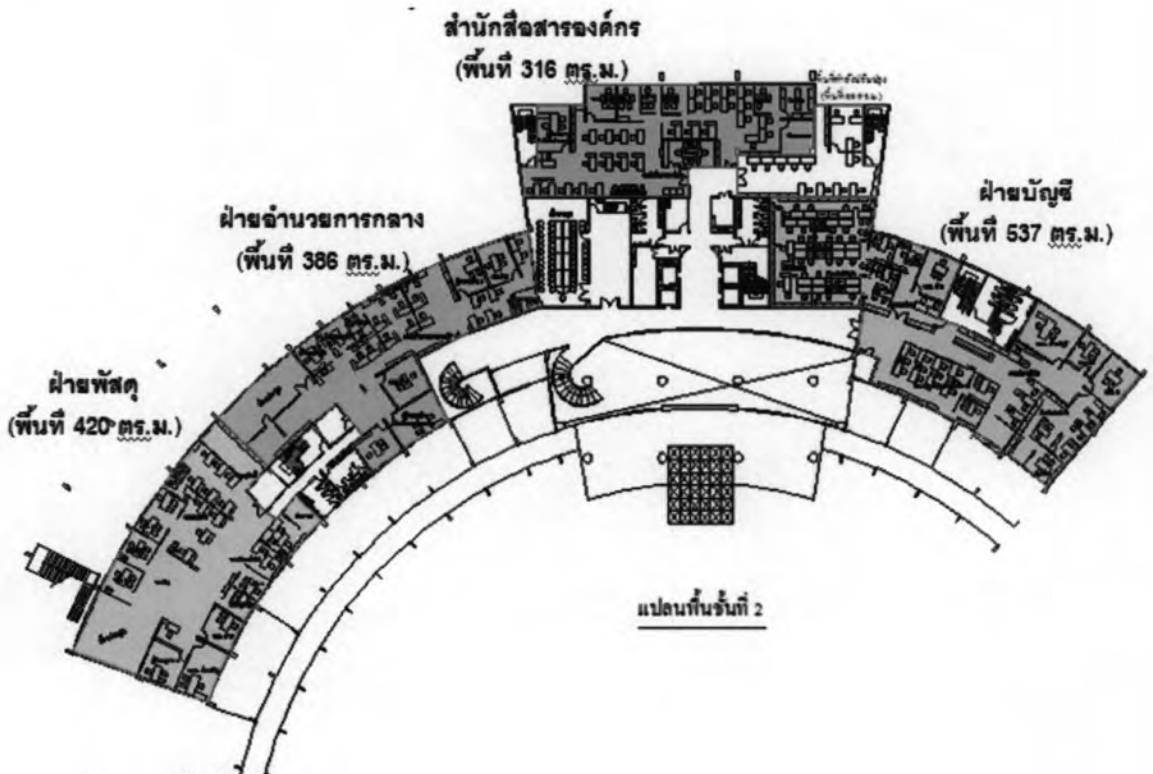 สำนักสื่อสารองค์กร
(พื้นที่ 316 ตร.ม.)
ฝ่ายบัญชี
(พื้นที่ 537 ตร.ม.)
ฝ่ายอำนวยการกลาง
(พื้นที่ 386 ตร.ม.)
ฝ่ายพัสดุ
(พื้นที่ 420 ตร.ม.)
แปลนพื้นชั้นที่ 2